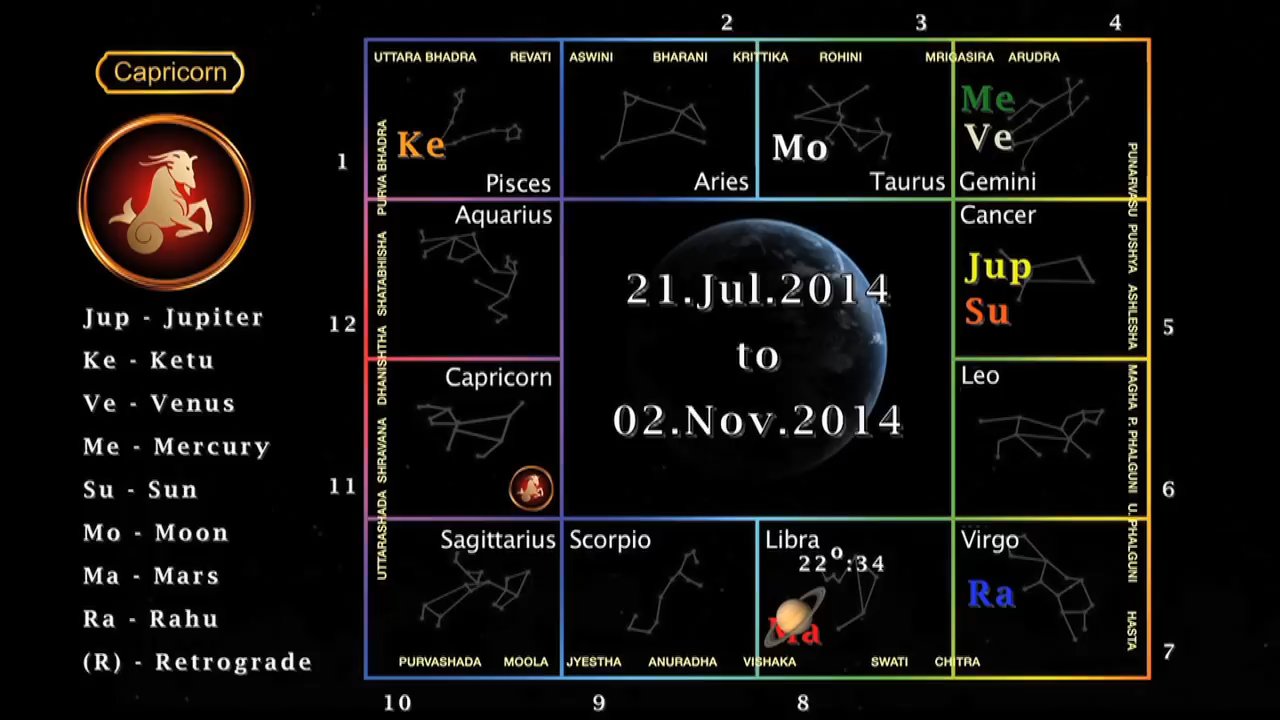 2 3 4
Capricorn
UTTARA BHADRA REVATI ASWINI BHARANI KRITTIKA ROHINI MRIGASIRA ARUDRA
Me
Ke Mo Ve
1
Pisces Aries Taurus Gemini
PURVA BHADRA
PUNARVASU
Aquarius Cancer
SHATABHISHA
PUSHYA
Jup
21.Jul.2014
Su
ASHLESHA
Jup - Jupiter
12 5
to
Ke - Ketu
DHANISHTHA
Capricorn Leo
MAGHA
Ve - Venus
02.Nov.2014
SHRAVANA
P. PHALGUNI
Me - Mercury
Su - Sun
11 6
UTTARASHADA
U. PHALGUNI
Mo - Moon
Sagittarius Scorpio Libra Virgo
22º:34
Ma - Mars
Ra
Ra - Rahu
Ma
HASTA
(R) - Retrograde
7
PURVASHADA MOOLA JYESTHA ANURADHA VISHAKA SWATI CHITRA
10 9 8